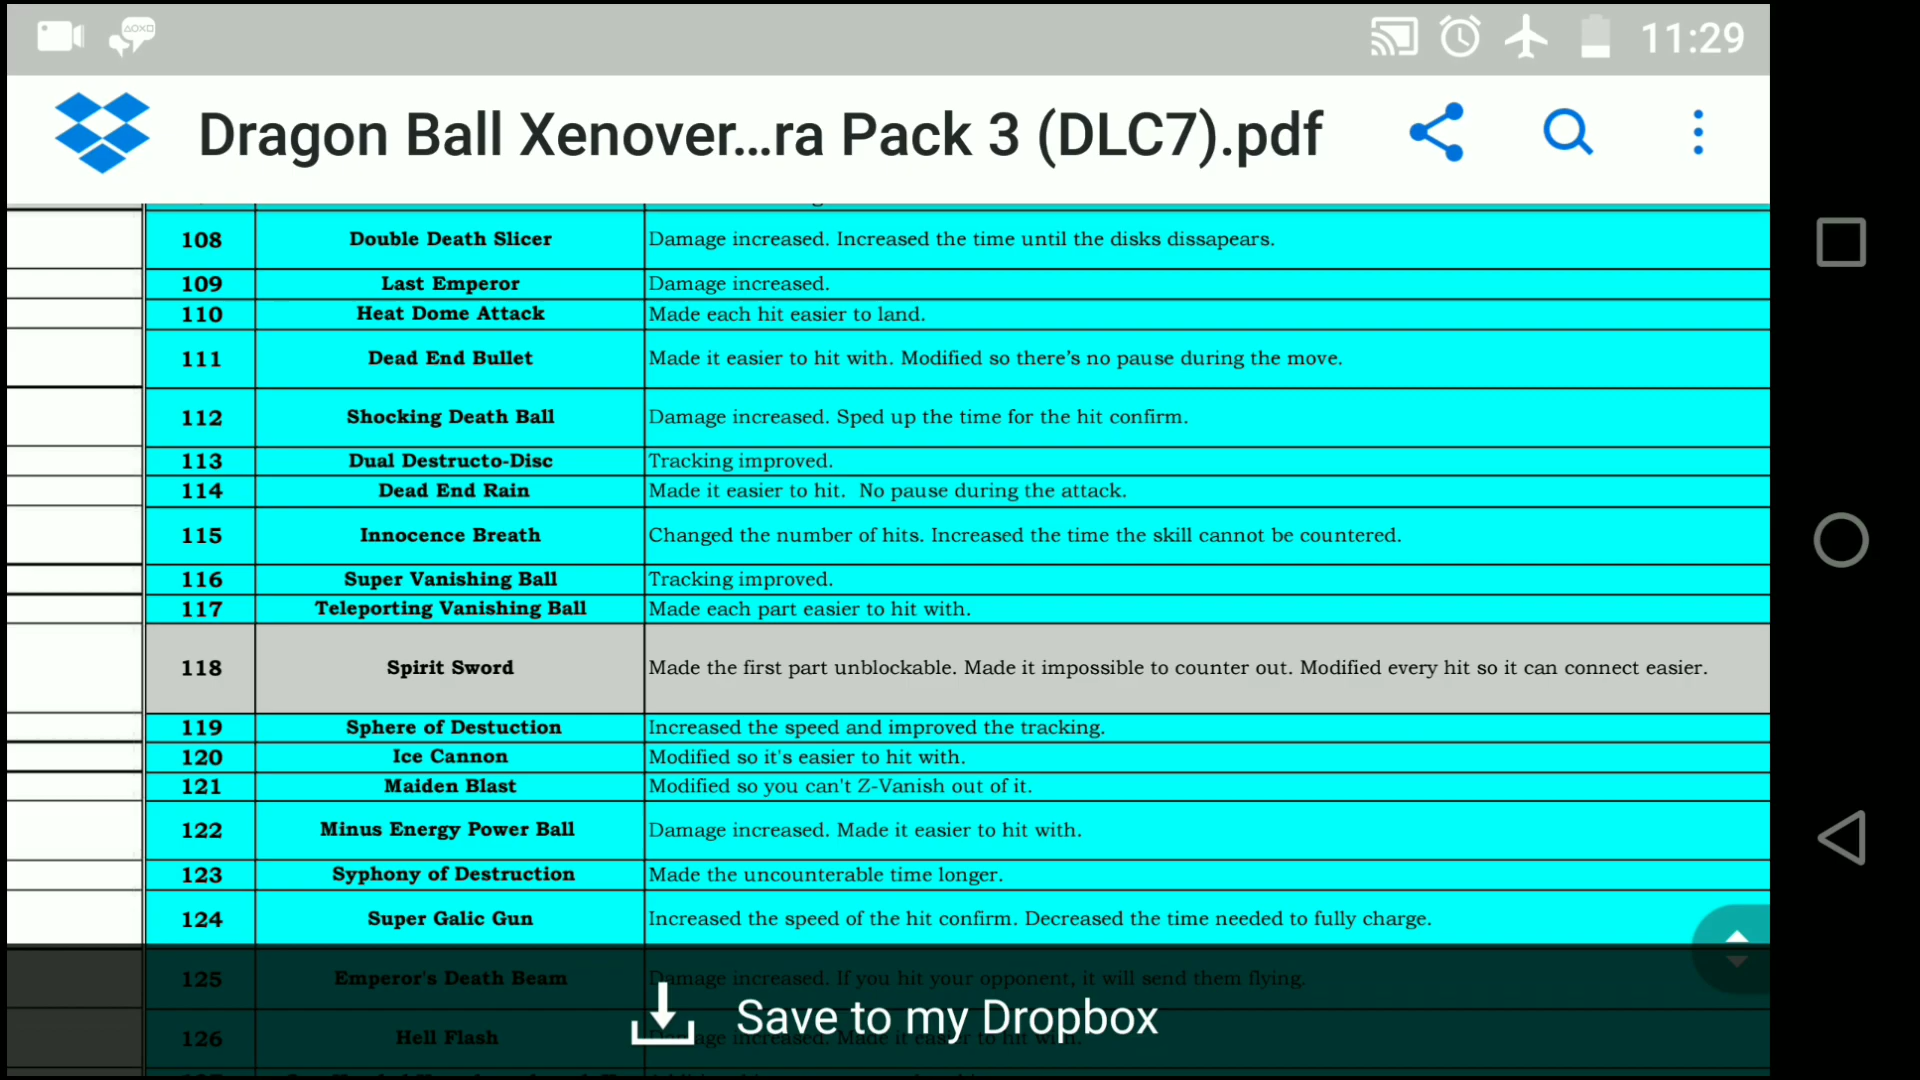 11:29
Dragon Ball Xenover...ra Pack 3 (DLC7).pdf
108 Double Death Slicer Damage increased. Increased the time until the disks dissapears.
109 Last Emperor Damage increased.
110 Heat Dome Attack Made each hit easier to land.
111 Dead End Bullet Made it easier to hit with. Modified so there's no pause during the move.
112 Shocking Death Ball Damage increased. Sped up the time for the hit confirm.
113 Dual Destructo-Disc Tracking improved.
114 Dead End Rain Made it easier to hit. No pause during the attack.
115 Innocence Breath Changed the number of hits. Increased the time the skill cannot be countered.
116 Super Vanishing Ball Tracking improved.
117 Teleporting Vanishing Ball Made each part easier to hit with.
118 Spirit Sword Made the first part unblockable. Made it impossible to counter out. Modified every hit so it can connect easier.
119 Sphere of Destuction Increased the speed and improved the tracking.
120 Ice Cannon Modified so it's easier to hit with.
121 Maiden Blast Modified so you can't Z-Vanish out of it.
122 Minus Energy Power Ball Damage increased. Made it easier to hit with.
123 Syphony of Destruction Made the uncounterable time longer.
124 Super Galic Gun Increased the speed of the hit confirm. Decreased the time needed to fully charge.
125 Emperor's Death Beam Damage increased. If you hit your opponent, it will send them flying.
Save to my Dropbox
126 Hell Flash increased. Made it easier to hit with.